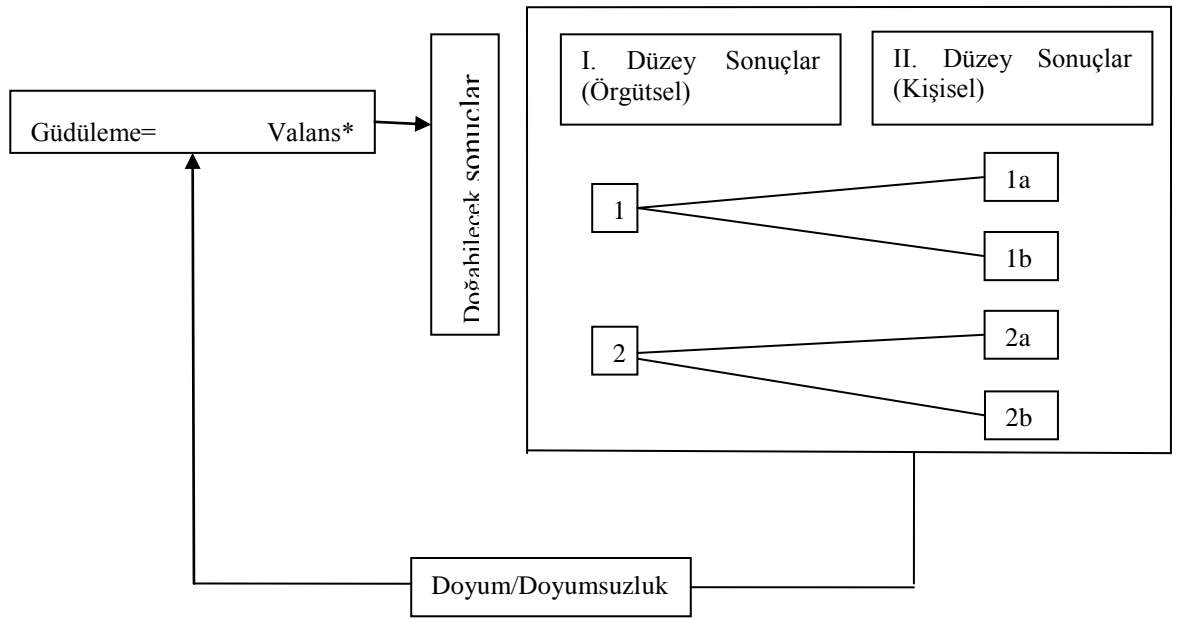 Güdüleme= Valans*
Doğabilecek sonuçlar
I. Düzey Sonuçlar
(Örgütsel)
II. Düzey Sonuçlar
(Kişisel)
1
1a
1b
2
2a
2b
Doyum/Doyumsuzluk